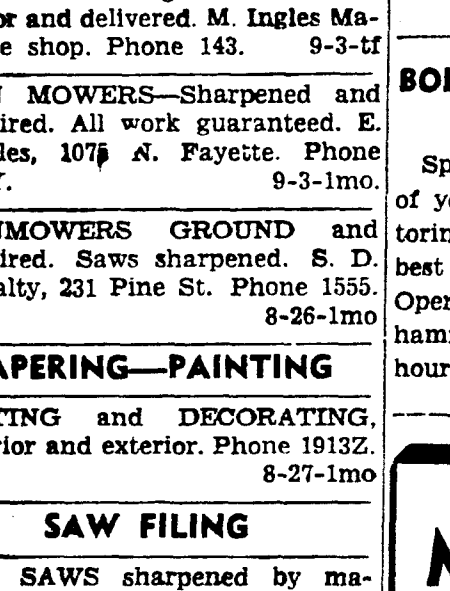 or and delivered. M. Ingles Ma-
e shop. Phone 143. 9-3-tf
MOWERS—Sharpened and
ired. All work guaranteed. E.
les, N. Fayette. Phone
Y. 9-3-1mo.
NMOWERS GROUND and
ired. Saws sharpened. S. D.
alty, 231 Pine St. Phone 1555.
8-26-1mo
APERING—PAINTING
TING and DECORATING,
rior and exterior. Phone 1913Z.
8-27-1mo
SAW FILING
SAWS sharpened by ma-
BOI
Sp
of y
torin
best
Oper
ham
hour